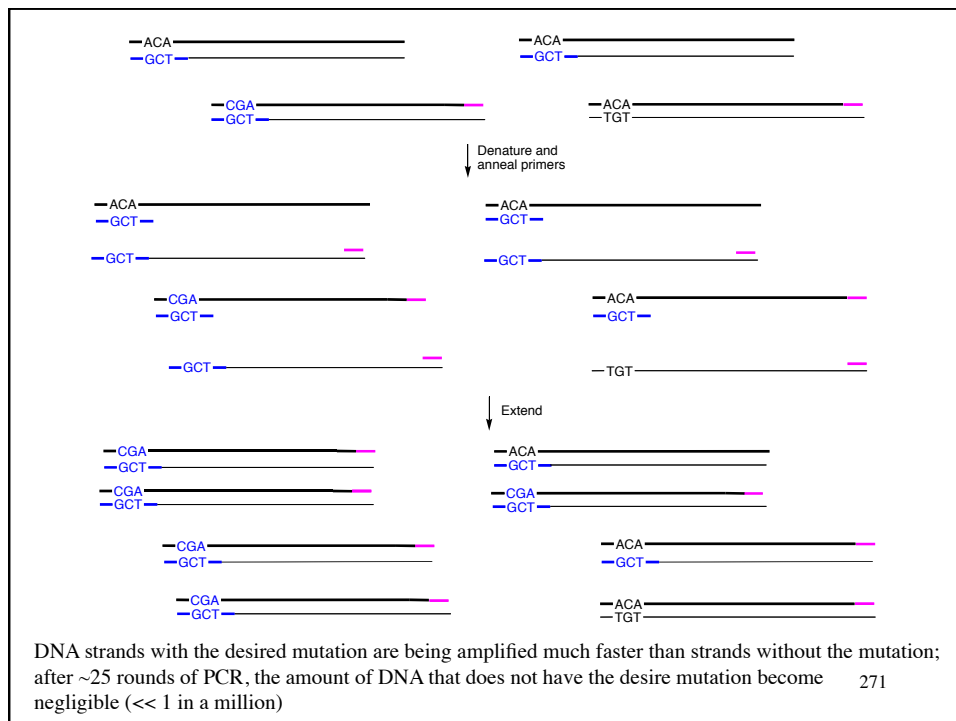 ACA ACA
GCT GCT
CGA ACA
GCT TGT
Denature and
anneal primers
ACA ACA
GCT GCT
GCT GCT
CGA ACA
GCT GCT
GCT TGT
Extend
CGA ACA
GCT GCT
CGA CGA
GCT GCT
CGA ACA
GCT GCT
CGA ACA
GCT TGT
DNA strands with the desired mutation are being amplified much faster than strands without the mutation;
after ~25 rounds of PCR, the amount of DNA that does not have the desire mutation become 271
negligible (<< 1 in a million)